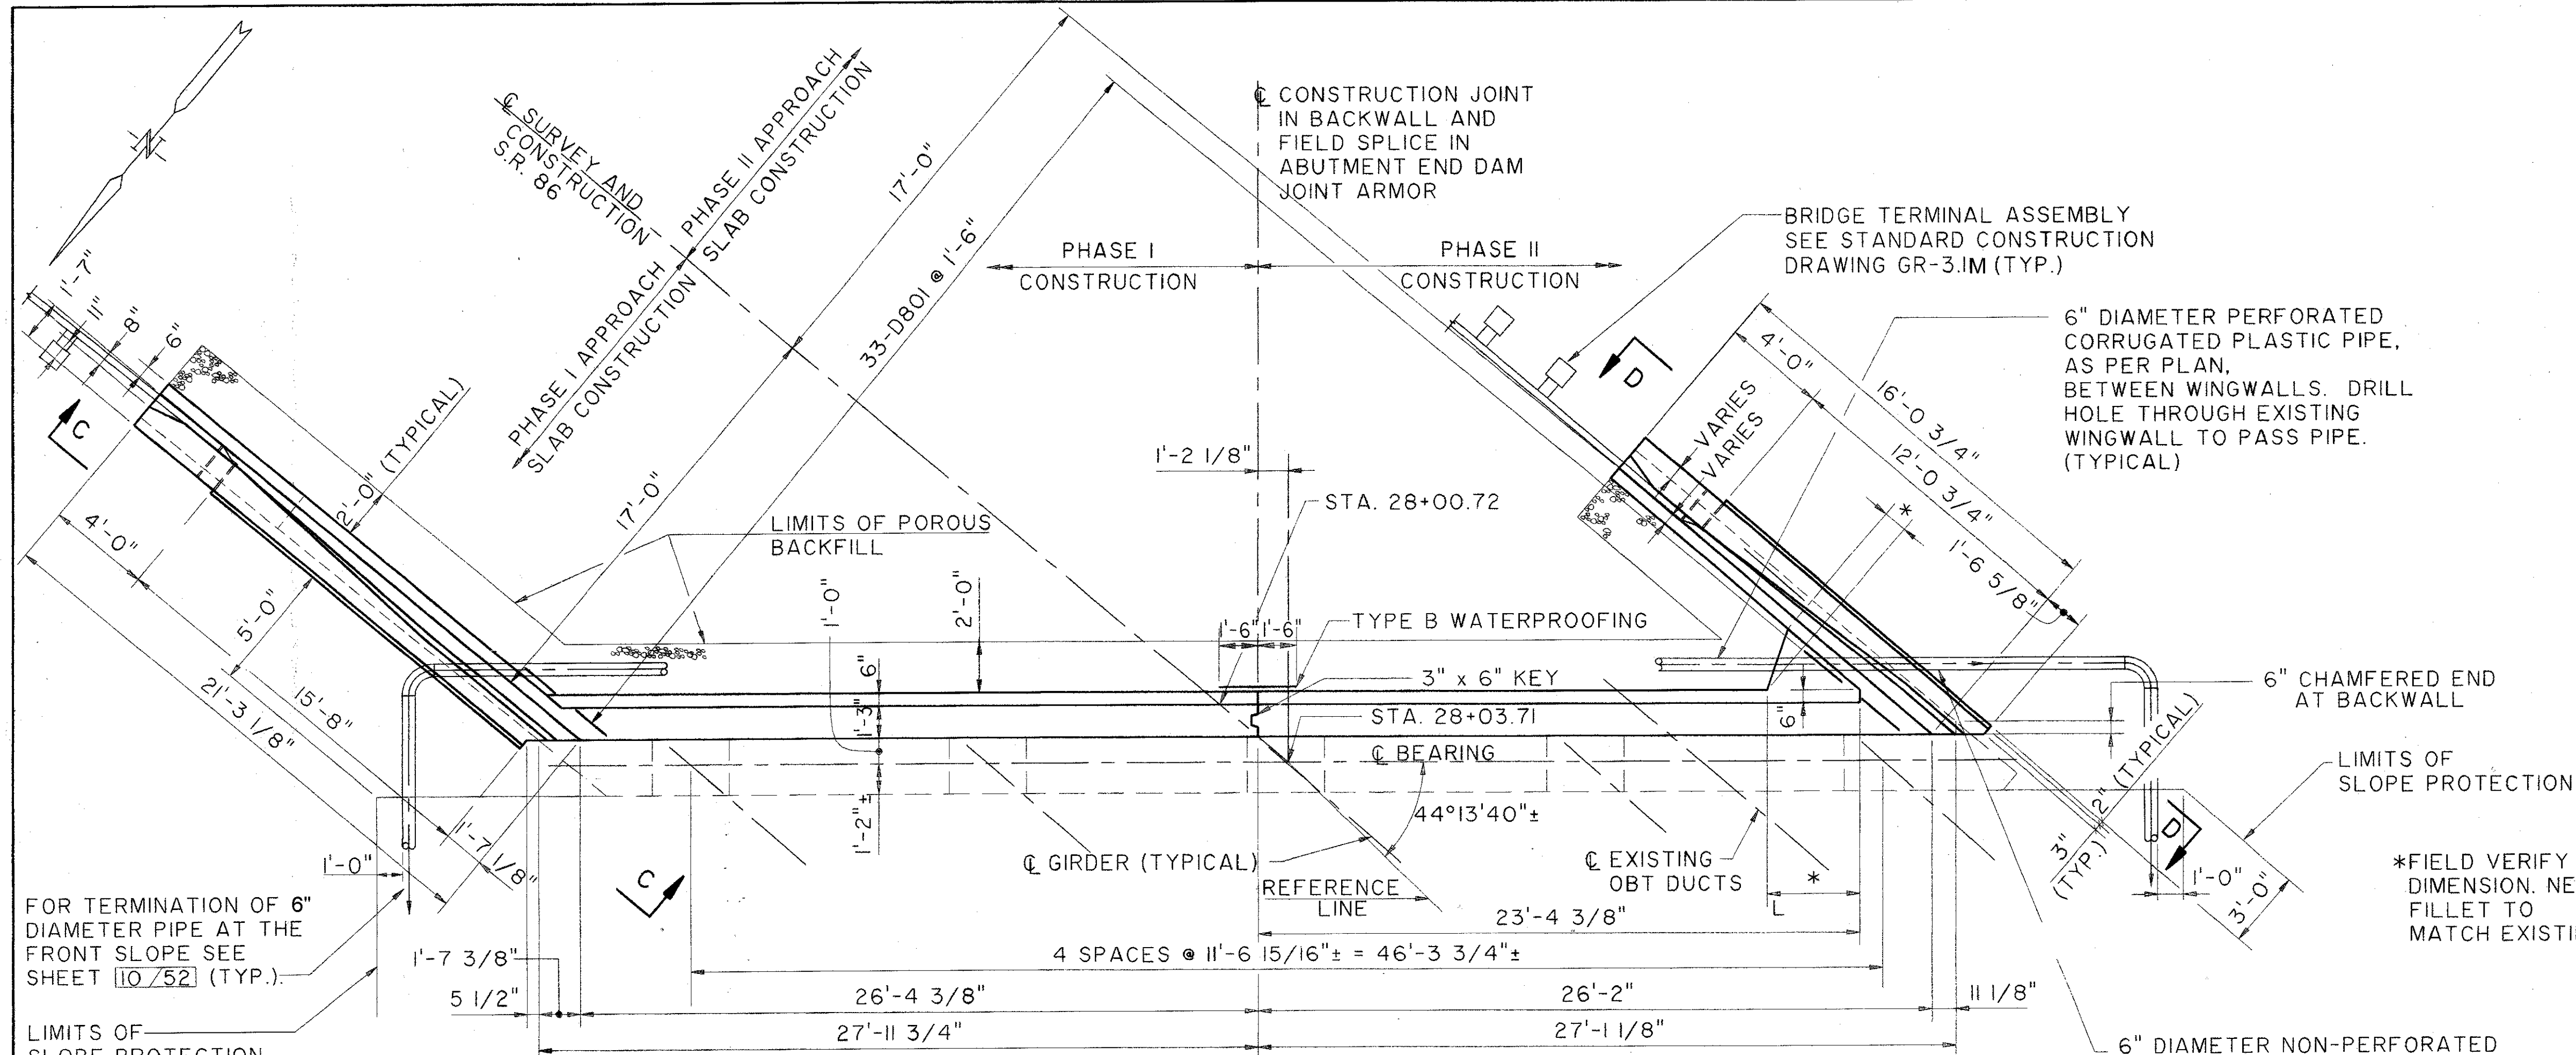 ℄ SURVEY AND
CONSTRUCTION
S.R. 86
PHASE II APPROACH
SLAB CONSTRUCTION
PHASE I APPROACH
SLAB CONSTRUCTION
17'-0"
17'-0"
33-D801 @ 1'-6"
N
℄ CONSTRUCTION JOINT
IN BACKWALL AND
FIELD SPLICE IN
ABUTMENT END DAM
JOINT ARMOR
PHASE I
CONSTRUCTION
PHASE II
CONSTRUCTION
BRIDGE TERMINAL ASSEMBLY
SEE STANDARD CONSTRUCTION
DRAWING GR-3.1M (TYP.)
6" DIAMETER PERFORATED
CORRUGATED PLASTIC PIPE,
AS PER PLAN,
BETWEEN WINGWALLS. DRILL
HOLE THROUGH EXISTING
WINGWALL TO PASS PIPE.
(TYPICAL)
1'-7"
11"
8"
6"
C
D
2'-0" (TYPICAL)
4'-0"
16'-0 3/4"
VARIES
VARIES
12'-0 3/4"
*
1'-6 5/8"
1'-2 1/8"
STA. 28+00.72
LIMITS OF POROUS
BACKFILL
4'-0"
5'-0"
15'-8"
21'-3 1/8"
1'-7 1/8"
1'-0"
2'-0"
1'-6"
1'-6"
TYPE B WATERPROOFING
3" x 6" KEY
STA. 28+03.71
6"
1'-3"
1'-2"±
℄ BEARING
44°13'40"±
6"
6" CHAMFERED END
AT BACKWALL
LIMITS OF
SLOPE PROTECTION
2" (TYPICAL)
3"
(TYP.)
D
1'-0"
3'-0"
℄ GIRDER (TYPICAL)
REFERENCE
LINE
℄ EXISTING
OBT DUCTS
*
L
*FIELD VERIFY
DIMENSION.
FILLET TO
MATCH
1'-0"
C
FOR TERMINATION OF 6"
DIAMETER PIPE AT THE
FRONT SLOPE SEE
SHEET 10/52 (TYP.).
23'-4 3/8"
4 SPACES @ 11'-6 15/16"± = 46'-3 3/4"±
1'-7 3/8"
5 1/2"
26'-4 3/8"
26'-2"
11 1/8"
27'-11 3/4"
27'-1 1/8"
LIMITS OF
SLOPE PROTECTION
6" DIAMETER NON-PERFORATED